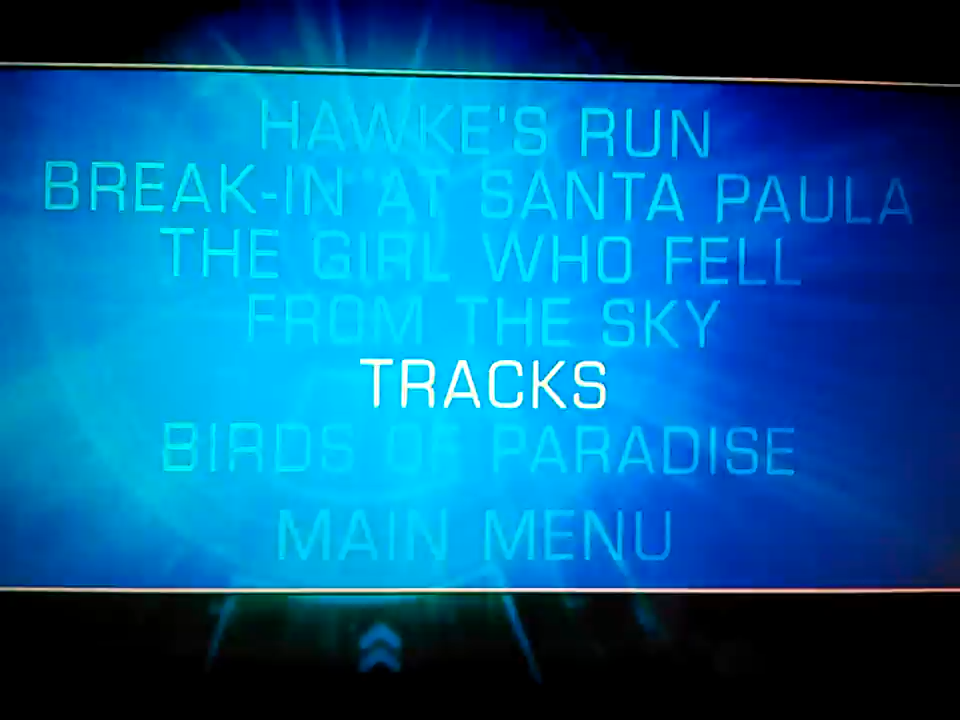 HAWKE'S RUN
BREAK-IN AT SANTA PAULA
THE GIRL WHO FELL
FROM THE SKY
TRACKS
BIRDS OF PARADISE
MAIN MENU